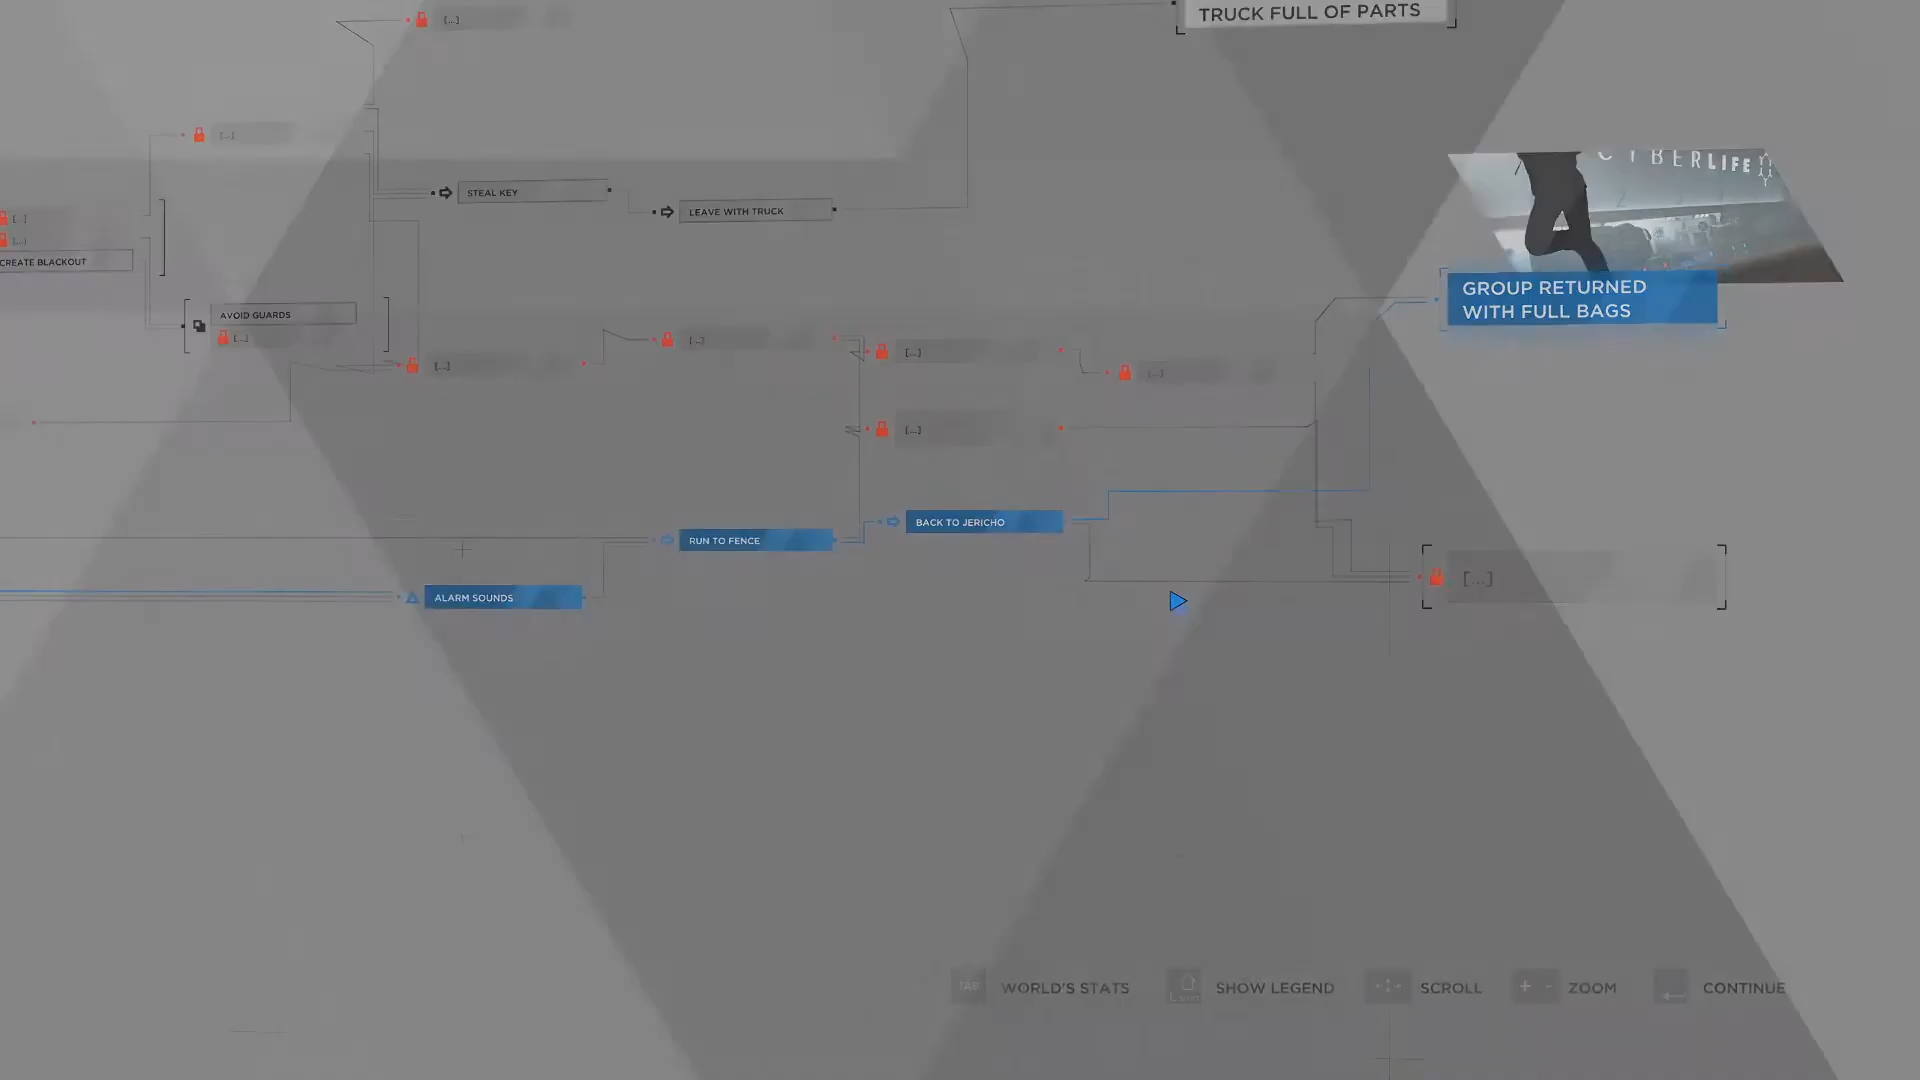 [...]
TRUCK FULL OF PARTS
[...]
CYBERLIFE
STEAL KEY
LEAVE WITH TRUCK
[...]
[...]
CREATE BLACKOUT
GROUP RETURNED
WITH FULL BAGS
AVOID GUARDS
[...]
[...]
[...]
[...]
[...]
[...]
BACK TO JERICHO
RUN TO FENCE
[...]
ALARM SOUNDS
TAB
WORLD'S STATS
SHOW LEGEND
SCROLL
+ -
ZOOM
CONTINUE